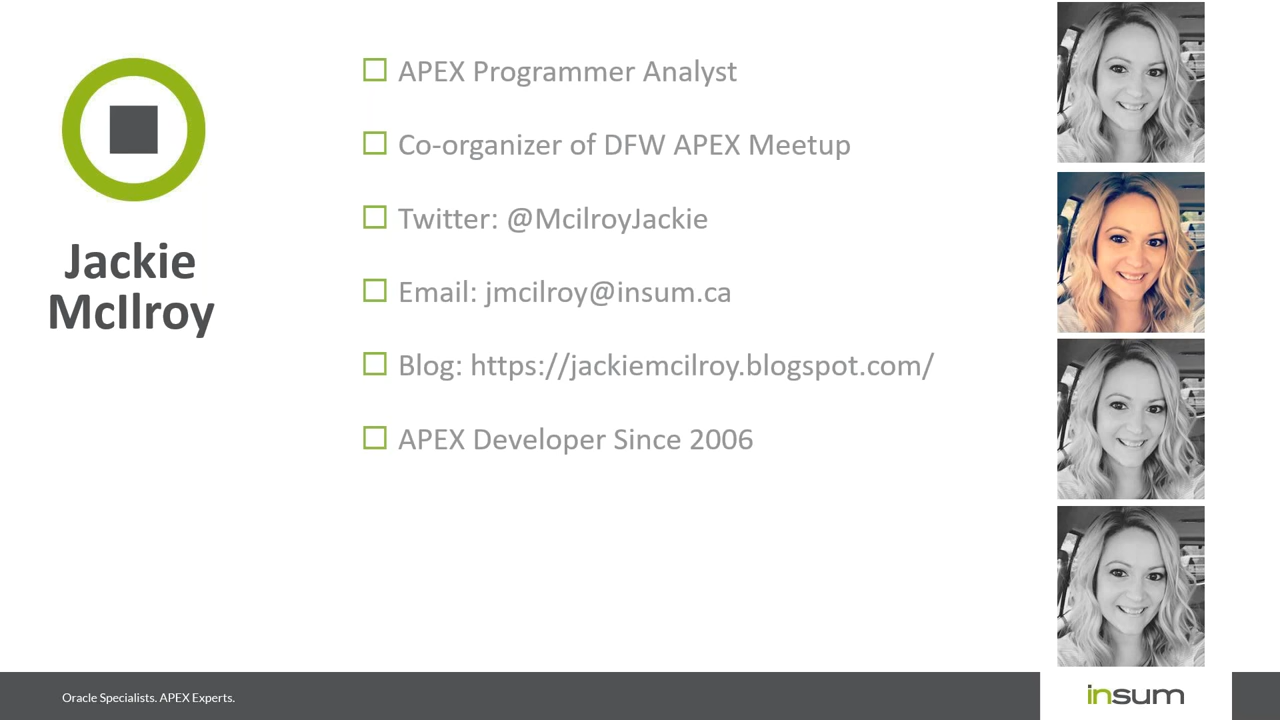 Jackie
McIlroy
APEX Programmer Analyst
Co-organizer of DFW APEX Meetup
Twitter: @McilroyJackie
Email: jmcilroy@insum.ca
Blog: https://jackiemcilroy.blogspot.com/
APEX Developer Since 2006
Oracle Specialists. APEX Experts.
insum